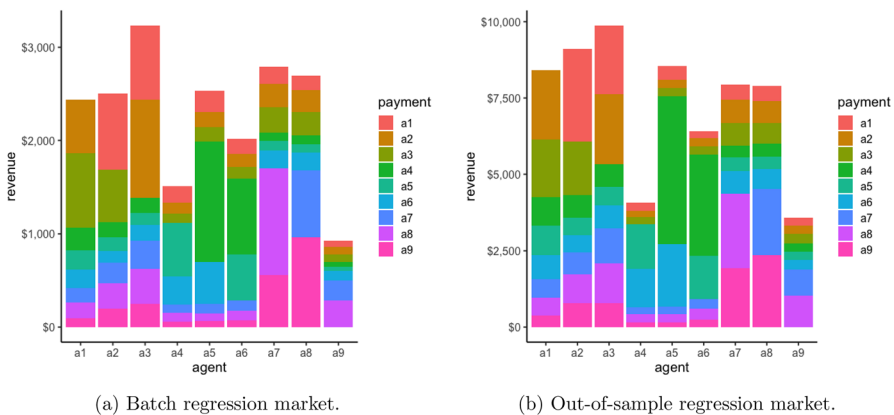 $3,000
$2,000
$1,000
$0
revenue
a1 a2 a3 a4 a5 a6 a7 a8 a9
agent
payment
a1
a2
a3
a4
a5
a6
a7
a8
a9
(a) Batch regression market.
$10,000
$7,500
$5,000
$2,500
$0
revenue
a1 a2 a3 a4 a5 a6 a7 a8 a9
agent
payment
a1
a2
a3
a4
a5
a6
a7
a8
a9
(b) Out-of-sample regression market.